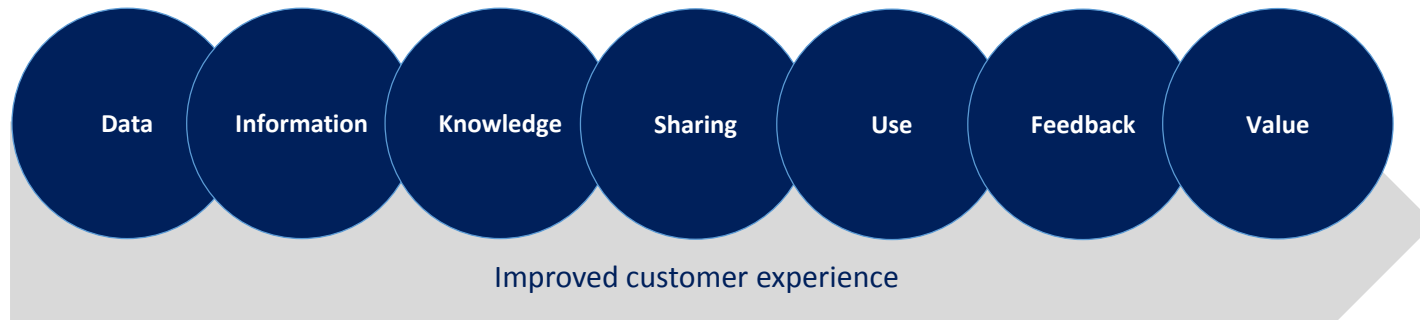 Data Information Knowledge Sharing Use Feedback Value
Improved customer experience